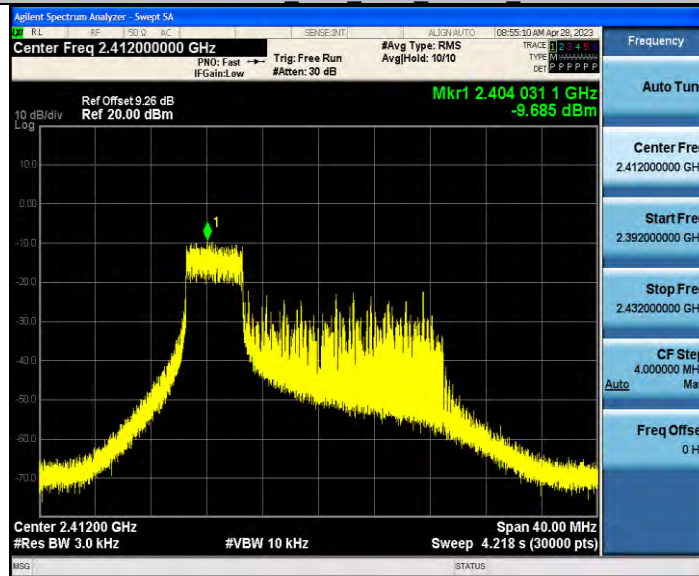 Agilent Spectrum Analyzer - Swept SA
RL RF 50 Ω AC SENSE:INT ALIGN AUTO 08:55:10 AM Apr 28, 2023
Center Freq 2.412000000 GHz
PNO: Fast
IFGain:Low
Trig: Free Run
#Atten: 30 dB
#Avg Type: RMS
Avg|Hold: 10/10
TRACE 1 2 3 4 5 6
TYPE M
DET P P P P P P
Frequency
Ref Offset 9.26 dB
Ref 20.00 dBm
10 dB/div
Log
Mkr1 2.404 031 1 GHz
-9.685 dBm
Auto Tun
10.0
0.00
-10.0
-20.0
-30.0
-40.0
-50.0
-60.0
-70.0
1
Center Fre
2.412000000 GH
Start Fre
2.392000000 GH
Stop Fre
2.432000000 GH
CF Step
4.000000 MH
Auto Ma
Freq Offse
0 H
Center 2.41200 GHz
Span 40.00 MHz
#Res BW 3.0 kHz
#VBW 10 kHz
Sweep 4.218 s (30000 pts)
MSG
STATUS